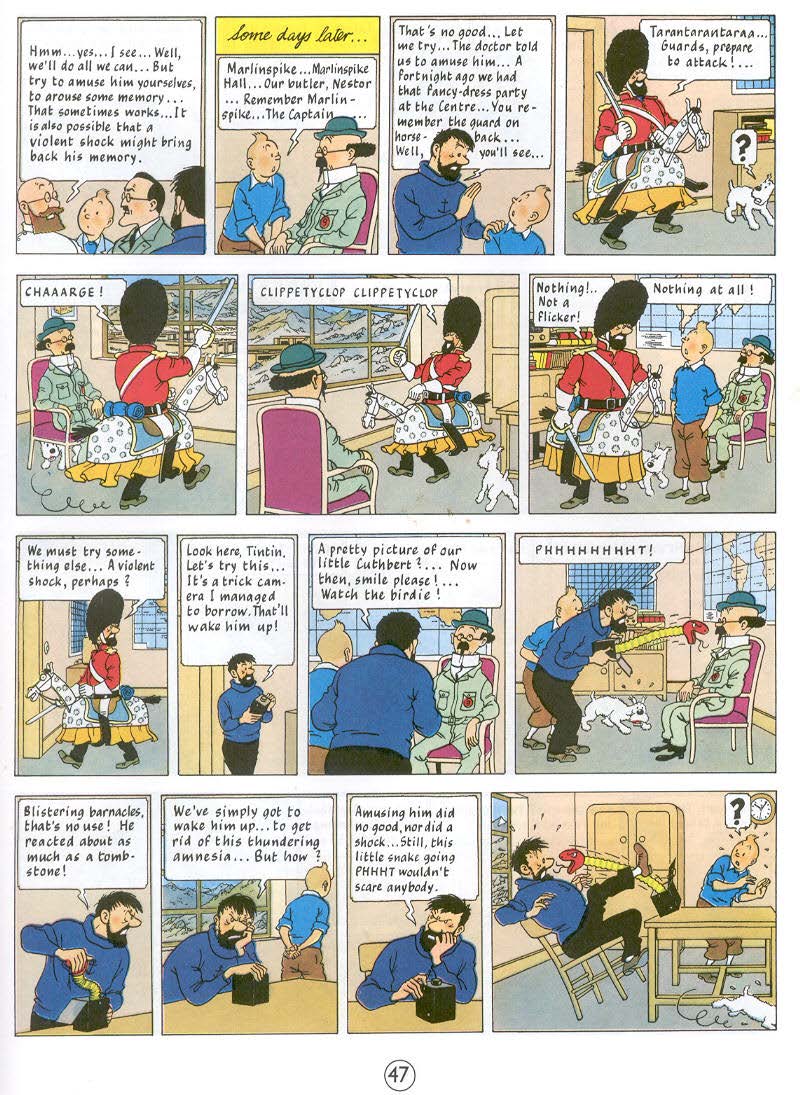 Hmm...yes...I see...Well,
we'll do all we can... But
try to amuse him yourselves,
to arouse some memory...
That sometimes works...It
is also possible that a
violent shock might bring
back his memory.
Some days later...
Marlinspike...Marlinspike
Hall...Our butler, Nestor
... Remember Marlin-
spike...The Captain ....
That's no good... Let
me try...The doctor told
us to amuse him... A
fortnight ago we had
that fancy-dress party
at the Centre...You re-
member the guard on
horse- back...
Well, you'll see...
Tarantarantaraa...
Guards, prepare
to attack!...
?
CHAAARGE!
CLIPPETYCLOP CLIPPETYCLOP
Nothing!..
Not a
flicker!
Nothing at all!
We must try some-
thing else... A violent
shock, perhaps?
Look here, Tintin.
Let's try this...
It's a trick cam-
era I managed
to borrow. That'll
wake him up!
A pretty picture of our
little Cuthbert?... Now
then, smile please!...
Watch the birdie!
PHHHHHHHHT!
Blistering barnacles,
that's no use! He
reacted about as
much as a tomb-
stone!
We've simply got to
wake him up... to get
rid of this thundering
amnesia... But how?
Amusing him did
no good, nor did a
shock...Still, this
little snake going
PHHHT wouldn't
scare anybody.
?
47